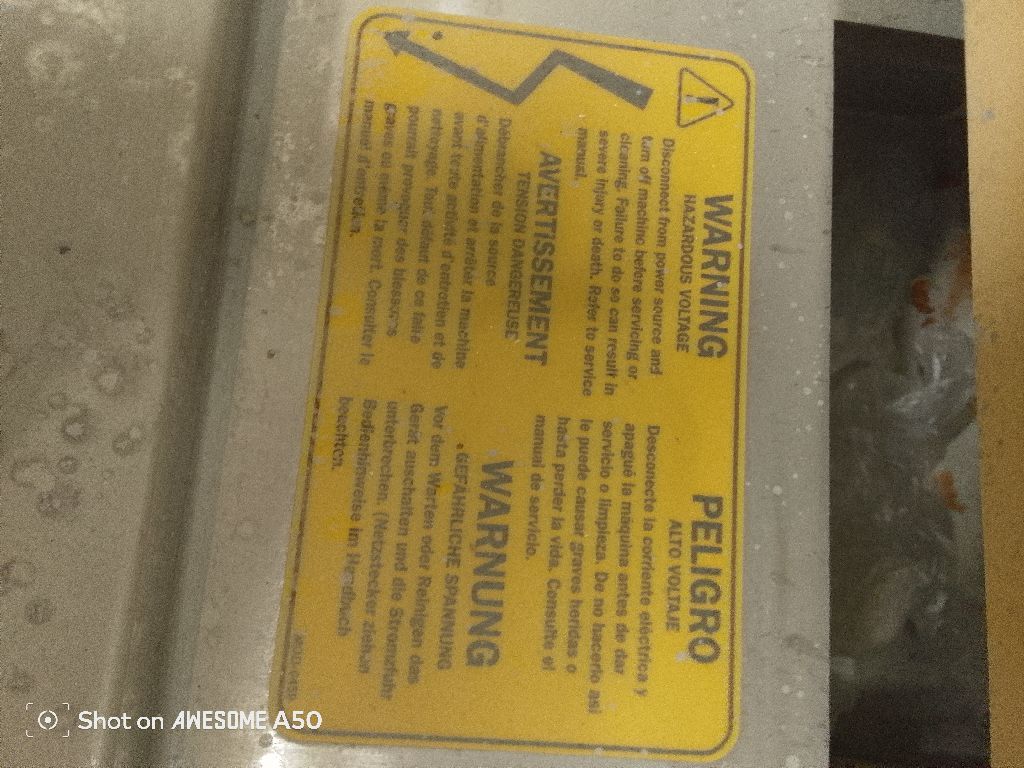 WARNING
HAZARDOUS VOLTAGE
Disconnect from power source and
turn off machine before servicing or
cleaning. Failure to do so can result in
severe injury or death. Refer to service
manual.
PELIGRO
ALTO VOLTAJE
Desconecte la corriente eléctrica y
apague la máquina antes de dar
servicio o limpieza. De no hacerlo asi
le puede causar graves heridas o
hasta perder la vida. Consulte el
manual de servicio.
AVERTISSEMENT
TENSION DANGEREUSE
Débrancher de la source
d'alimentation et arrêter la machine
avant toute activité d'entretien et de
nettoyage. Tout défaut de ce faire
pourrait provoquer des blessures
graves ou même la mort. Consulter le
manuel d'entretien.
WARNUNG
GEFÄHRLICHE SPANNUNG
Vor dem Warten oder Reinigen das
Gerät ausschalten und die Stromzufuhr
unterbrechen. (Netzstecker ziehen
Bedienhinweise im Handbuch
beachten.
Shot on AWESOME A50